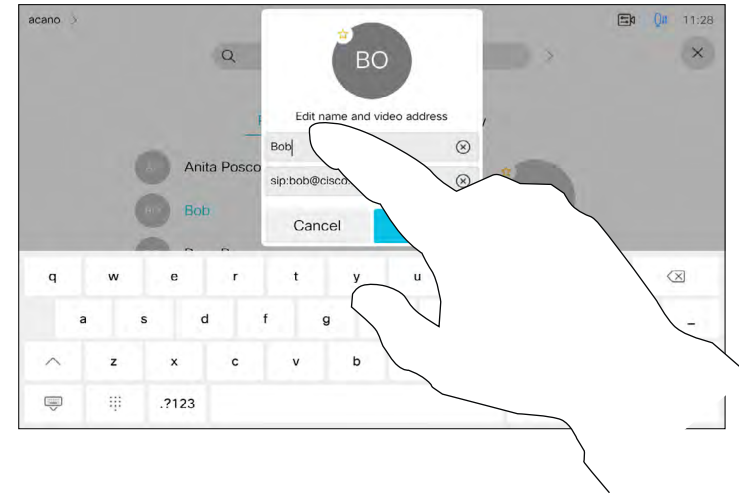 acano
11:28
BO
Edit name and video address
Bob
sip:bob@cisco.
Cancel
Anita Posco
Bob
q w e r t y u
a s d f g
z x c v b
.?123